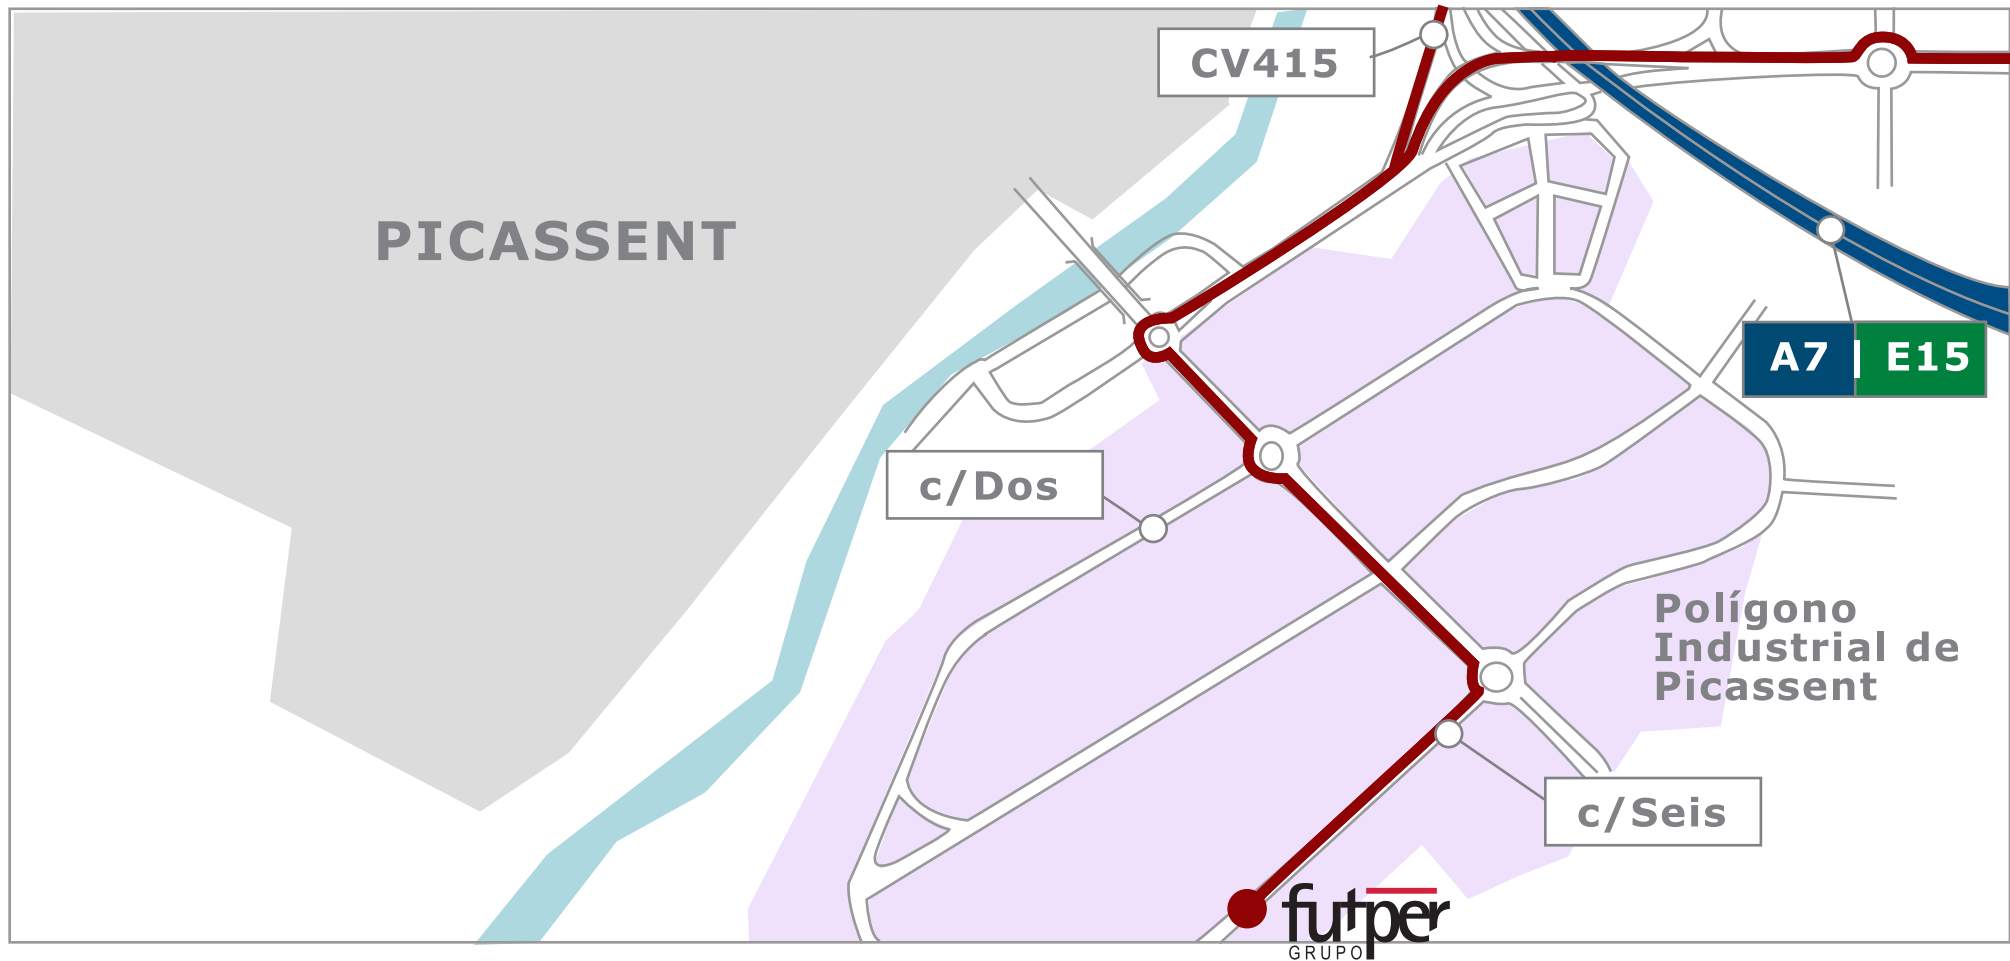 CV415
PICASSENT
A7 E15
c/Dos
Polígono
Industrial de
Picassent
c/Seis
futper
GRUPO